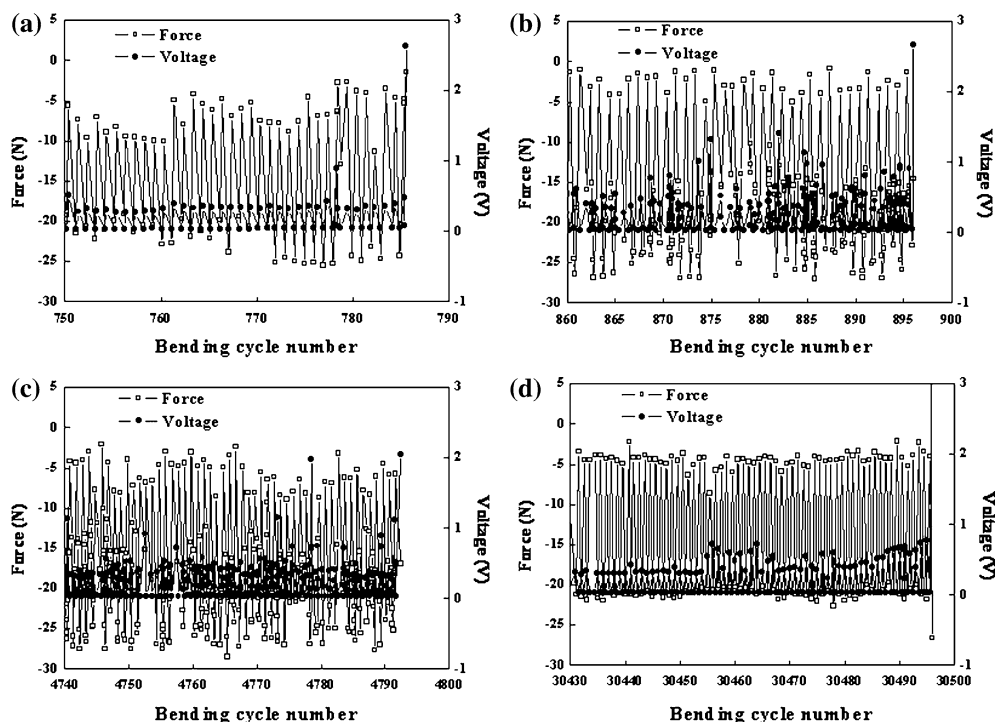 (a)
Force
Voltage
5
0
-5
-10
-15
-20
-25
-30
Force (N)
3
2
1
0
-1
Voltage (V)
750 760 770 780 790
Bending cycle number
(b)
Force
Voltage
5
0
-5
-10
-15
-20
-25
-30
Force (N)
3
2
1
0
-1
Voltage (V)
860 865 870 875 880 885 890 895 900
Bending cycle number
(c)
Force
Voltage
5
0
-5
-10
-15
-20
-25
-30
Force (N)
3
2
1
0
-1
Voltage (V)
4740 4750 4760 4770 4780 4790 4800
Bending cycle number
(d)
Force
Voltage
5
0
-5
-10
-15
-20
-25
-30
Force (N)
3
2
1
0
-1
Voltage (V)
30430 30440 30450 30460 30470 30480 30490 30500
Bending cycle number